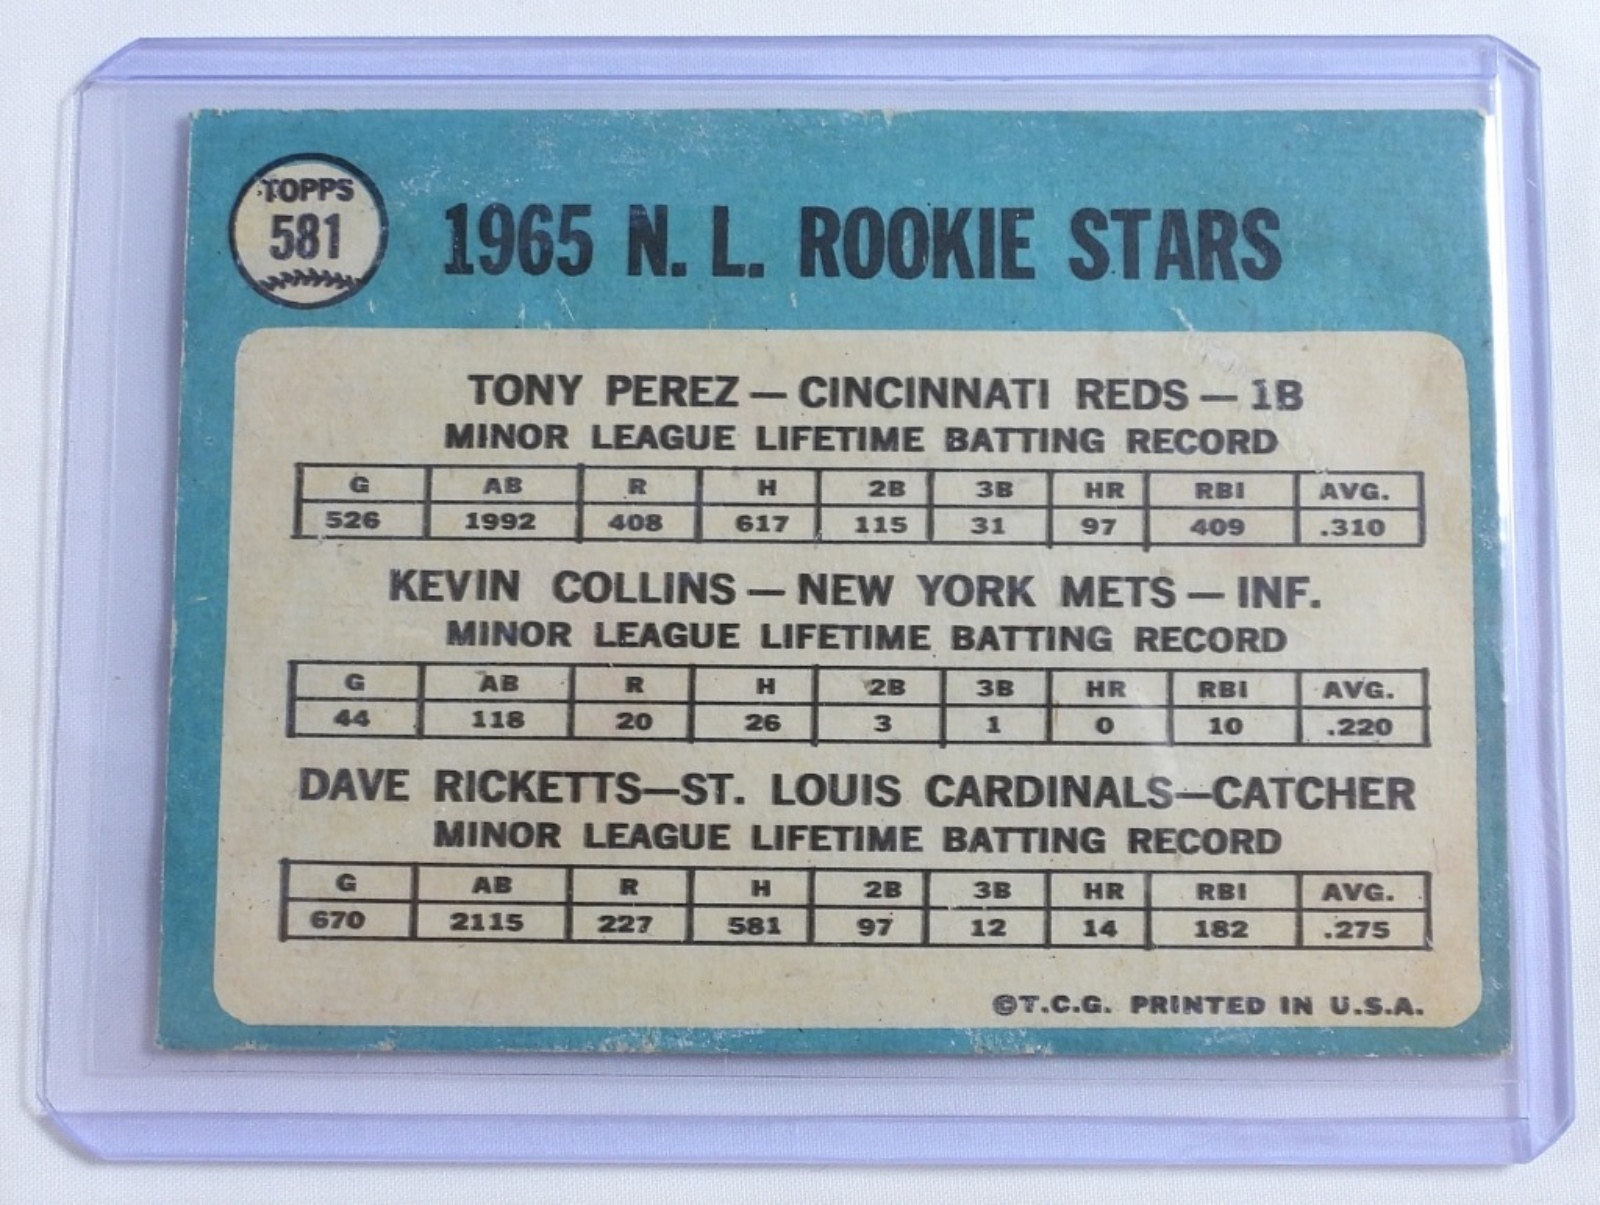 TOPPS
581
1965 N. L. ROOKIE STARS
TONY PEREZ — CINCINNATI REDS — 1B
MINOR LEAGUE LIFETIME BATTING RECORD
G AB R H 2B 3B HR RBI AVG.
526 1992 408 617 115 31 97 409 .310
KEVIN COLLINS — NEW YORK METS — INF.
MINOR LEAGUE LIFETIME BATTING RECORD
G AB R H 2B 3B HR RBI AVG.
44 118 20 26 3 1 0 10 .220
DAVE RICKETTS—ST. LOUIS CARDINALS—CATCHER
MINOR LEAGUE LIFETIME BATTING RECORD
G AB R H 2B 3B HR RBI AVG.
670 2115 227 581 97 12 14 182 .275
©T.C.G. PRINTED IN U.S.A.